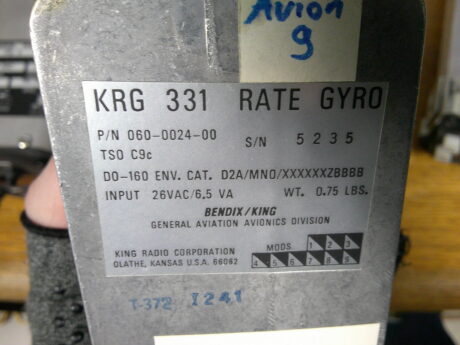 Avion
9
KRG 331 RATE GYRO
P/N 060-0024-00 S/N 5235
TSO C9c
DO-160 ENV. CAT. D2A/MNO/XXXXXXZBBBB
INPUT 26VAC/6.5 VA WT. 0.75 LBS.
BENDIX/KING
GENERAL AVIATION AVIONICS DIVISION
KING RADIO CORPORATION
OLATHE, KANSAS U.S.A. 66062
MODS. 1 2 3
4 5 6 7 8 9
T-372 I241